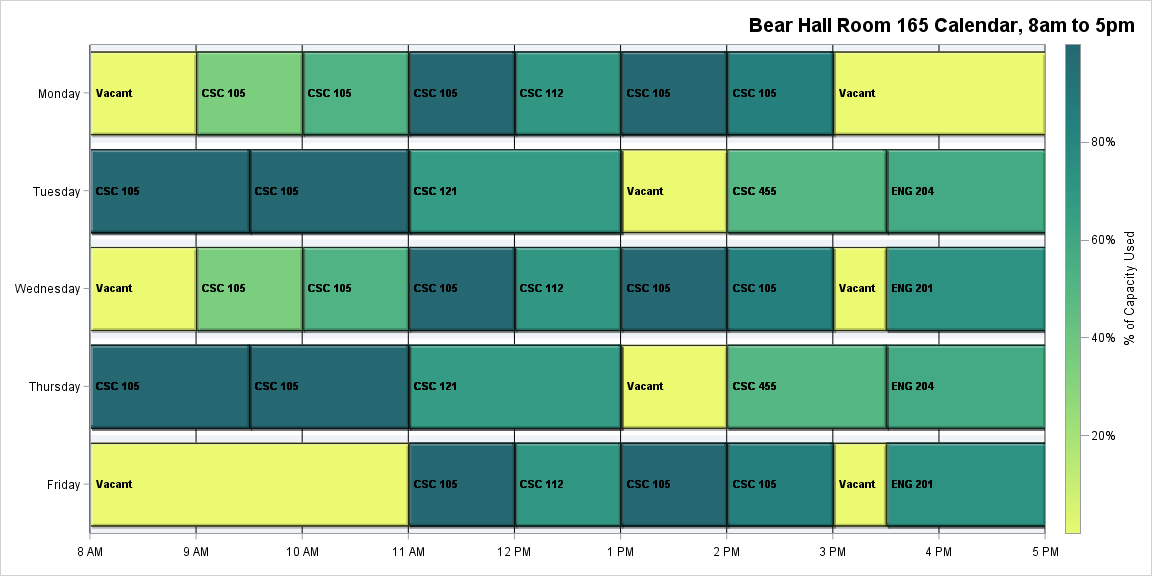 Bear Hall Room 165 Calendar, 8am to 5pm
Monday
Vacant
CSC 105
CSC 105
CSC 105
CSC 112
CSC 105
CSC 105
Vacant
Tuesday
CSC 105
CSC 105
CSC 121
Vacant
CSC 455
ENG 204
Wednesday
Vacant
CSC 105
CSC 105
CSC 105
CSC 112
CSC 105
CSC 105
Vacant
ENG 201
Thursday
CSC 105
CSC 105
CSC 121
Vacant
CSC 455
ENG 204
Friday
Vacant
CSC 105
CSC 112
CSC 105
CSC 105
Vacant
ENG 201
8 AM
9 AM
10 AM
11 AM
12 PM
1 PM
2 PM
3 PM
4 PM
5 PM
80%
60%
40%
20%
% of Capacity Used